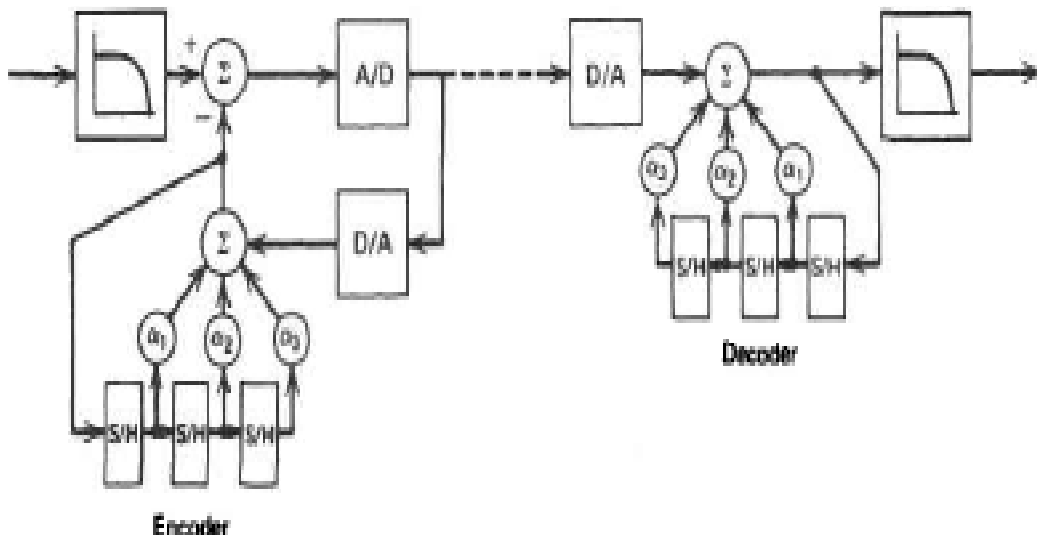 + Σ A/D D/A Σ
−
α3 α2 α1
Σ D/A
S/H S/H S/H
α1 α2 α3
Decoder
S/H S/H S/H
Encoder